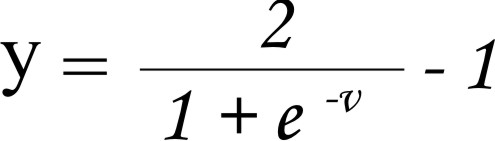 y = 2 / (1 + e^-v) - 1